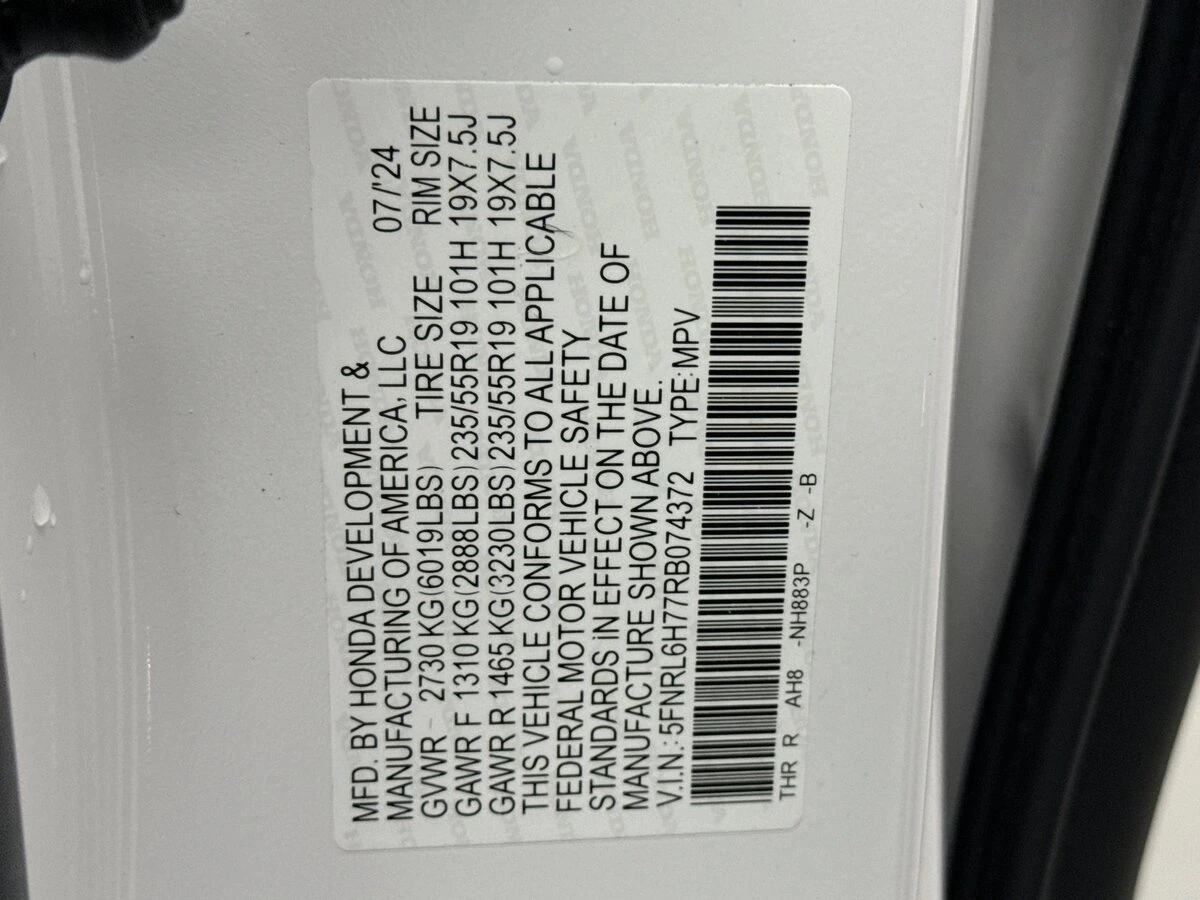 MFD. BY HONDA DEVELOPMENT &
MANUFACTURING OF AMERICA, LLC 07/'24
GVWR 2730 KG(6019LBS) TIRE SIZE RIM SIZE
GAWR F 1310 KG(2888LBS)235/55R19 101H 19X7.5J
GAWR R 1465 KG(3230LBS)235/55R19 101H 19X7.5J
THIS VEHICLE CONFORMS TO ALL APPLICABLE
FEDERAL MOTOR VEHICLE SAFETY
STANDARDS IN EFFECT ON THE DATE OF
MANUFACTURE SHOWN ABOVE.
V.I.N.: 5FNRL6H77RB074372 TYPE:MPV
THR R AH8 -NH883P -Z -B